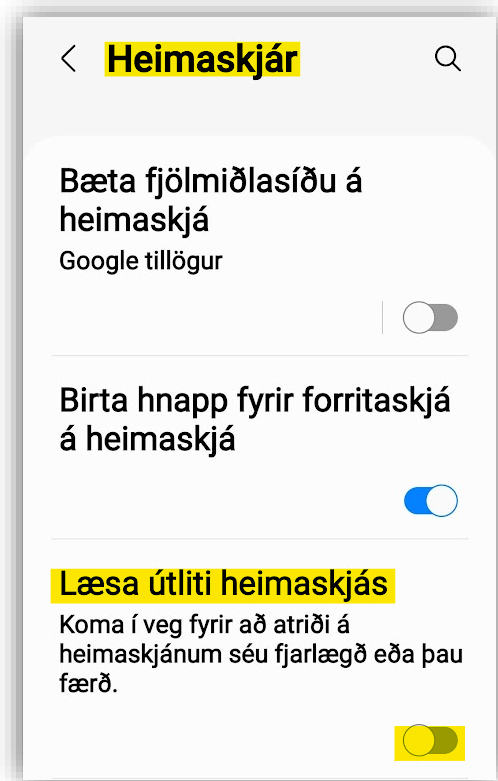 Heimaskjár
Bæta fjölmiðlasíðu á
heimaskjá
Google tillögur
Birta hnapp fyrir forritaskjá
á heimaskjá
Læsa útliti heimaskjás
Koma í veg fyrir að atriði á
heimaskjánum séu fjarlægð eða þau
færð.